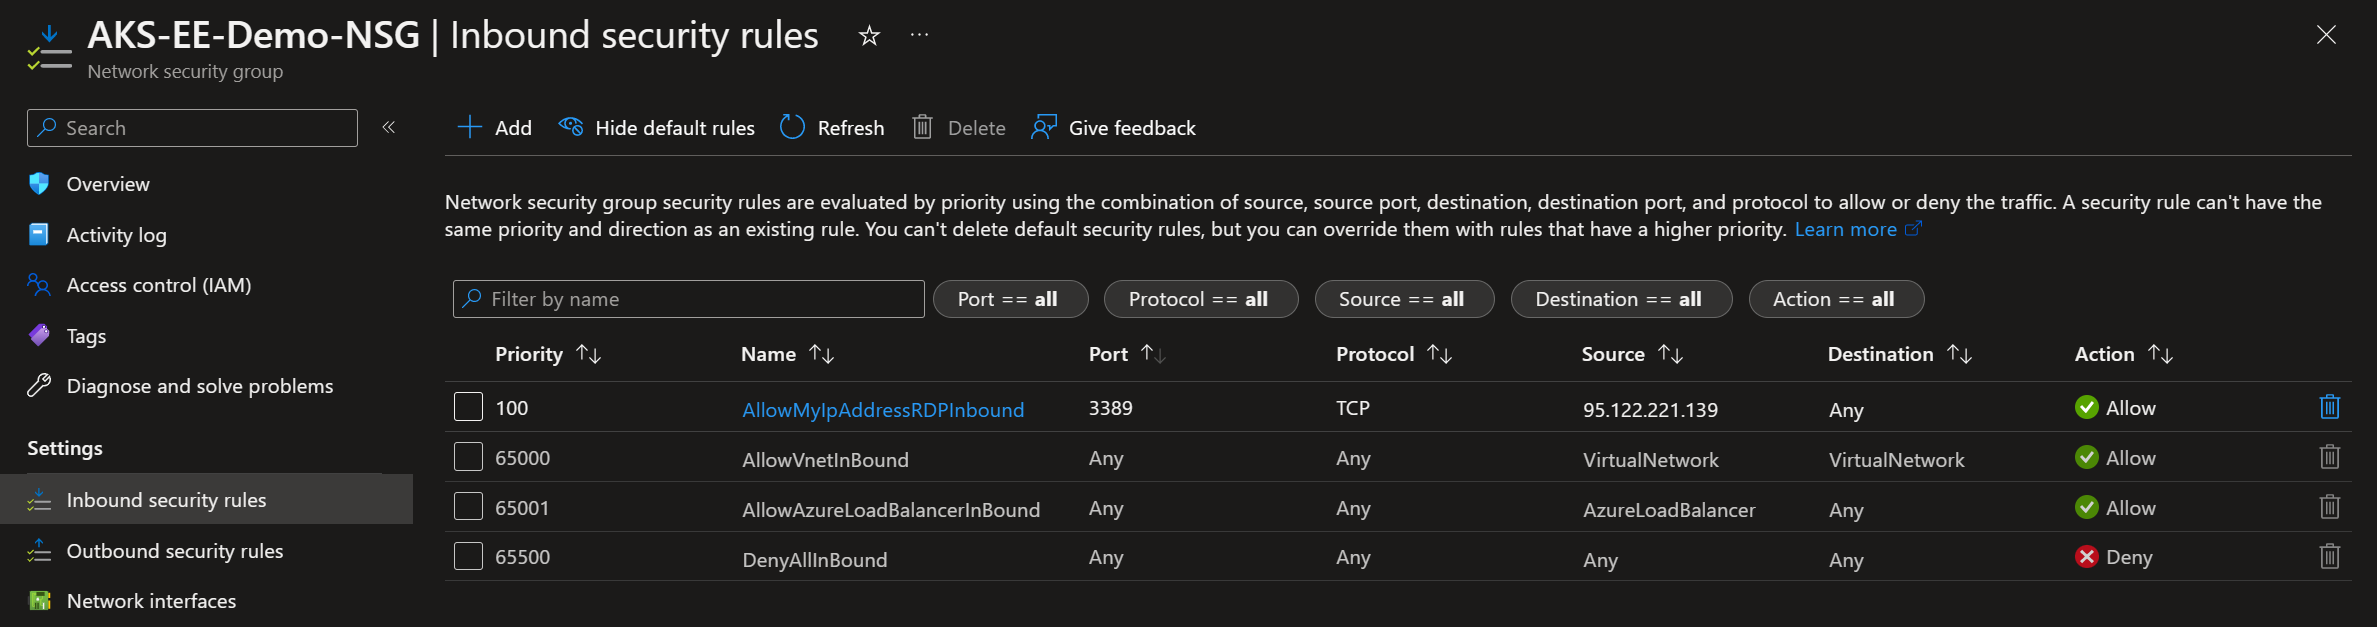 AKS-EE-Demo-NSG | Inbound security rules
Network security group
Search
Add
Hide default rules
Refresh
Delete
Give feedback
Overview
Activity log
Access control (IAM)
Tags
Diagnose and solve problems
Settings
Inbound security rules
Outbound security rules
Network interfaces
Network security group security rules are evaluated by priority using the combination of source, source port, destination, destination port, and protocol to allow or deny the traffic. A security rule can't have the
same priority and direction as an existing rule. You can't delete default security rules, but you can override them with rules that have a higher priority. Learn more
Filter by name
Port == all
Protocol == all
Source == all
Destination == all
Action == all
Priority Name Port Protocol Source Destination Action
100 AllowMyIpAddressRDPInbound 3389 TCP 95.122.221.139 Any Allow
65000 AllowVnetInBound Any Any VirtualNetwork VirtualNetwork Allow
65001 AllowAzureLoadBalancerInBound Any Any AzureLoadBalancer Any Allow
65500 DenyAllInBound Any Any Any Any Deny